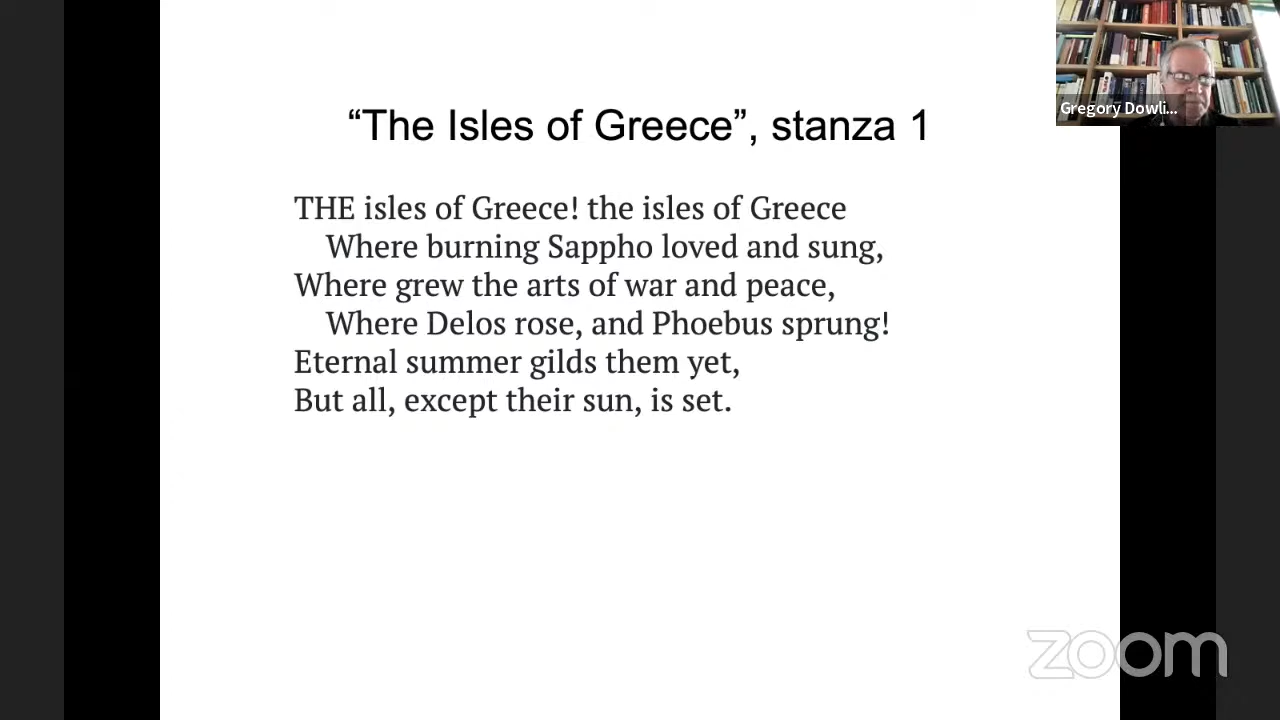 “The Isles of Greece”, stanza 1
Gregory Dowli...
THE isles of Greece! the isles of Greece
Where burning Sappho loved and sung,
Where grew the arts of war and peace,
Where Delos rose, and Phoebus sprung!
Eternal summer gilds them yet,
But all, except their sun, is set.
zoom